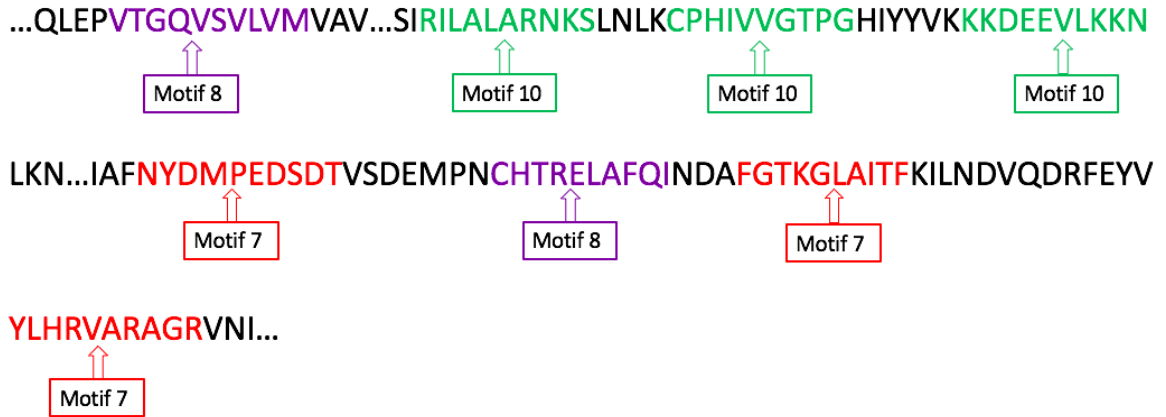 ...QLEPVTGQVSVLVMVAV...SIRILALARNKSLNLKCPHIVVGTPGHIYYVKKKDEEVLKKN
Motif 8 Motif 10 Motif 10 Motif 10
LKN...IAFNYDMPEDSDTVSDEMPNCHTRELAFQINDAFGTKGLAITFKILNDVQDRFEYV
Motif 7 Motif 8 Motif 7
YLHRVARAGRVNI...
Motif 7